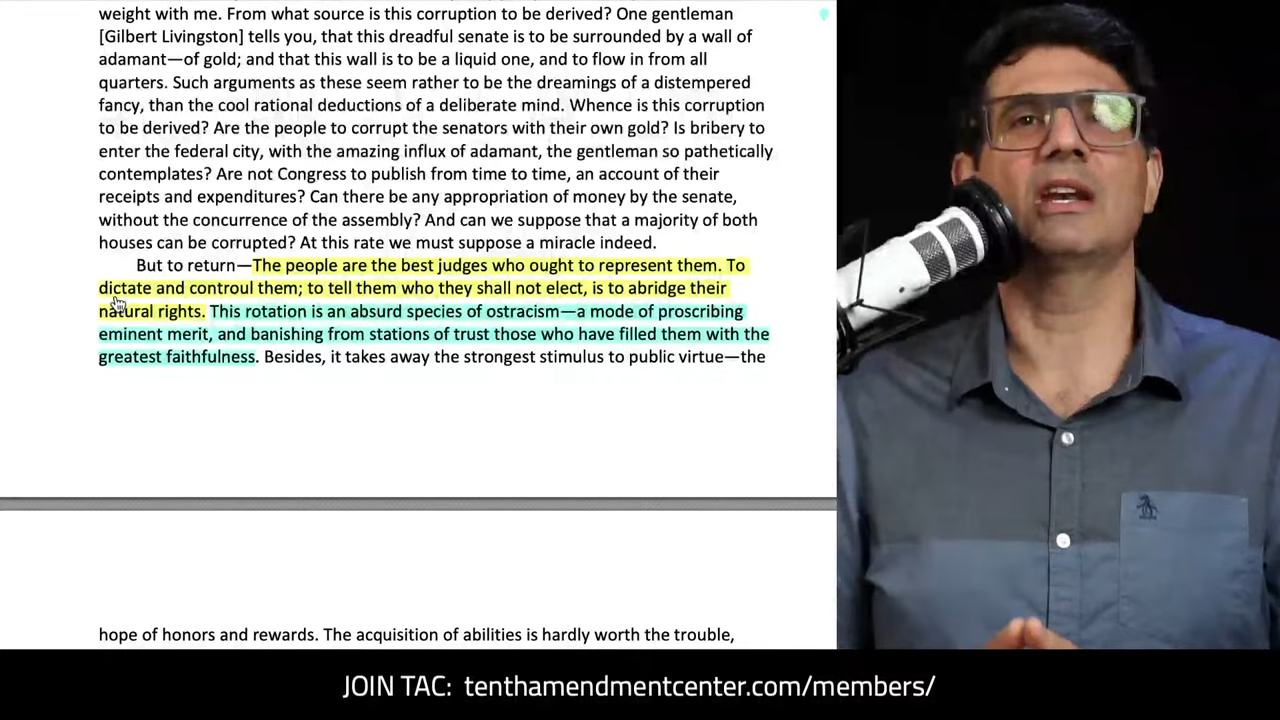 weight with me. From what source is this corruption to be derived? One gentleman
[Gilbert Livingston] tells you, that this dreadful senate is to be surrounded by a wall of
adamant—of gold; and that this wall is to be a liquid one, and to flow in from all
quarters. Such arguments as these seem rather to be the dreamings of a distempered
fancy, than the cool rational deductions of a deliberate mind. Whence is this corruption
to be derived? Are the people to corrupt the senators with their own gold? Is bribery to
enter the federal city, with the amazing influx of adamant, the gentleman so pathetically
contemplates? Are not Congress to publish from time to time, an account of their
receipts and expenditures? Can there be any appropriation of money by the senate,
without the concurrence of the assembly? And can we suppose that a majority of both
houses can be corrupted? At this rate we must suppose a miracle indeed.
But to return—The people are the best judges who ought to represent them. To
dictate and controul them; to tell them who they shall not elect, is to abridge their
natural rights. This rotation is an absurd species of ostracism—a mode of proscribing
eminent merit, and banishing from stations of trust those who have filled them with the
greatest faithfulness. Besides, it takes away the strongest stimulus to public virtue—the
hope of honors and rewards. The acquisition of abilities is hardly worth the trouble,
JOIN TAC: tenthamendmentcenter.com/members/